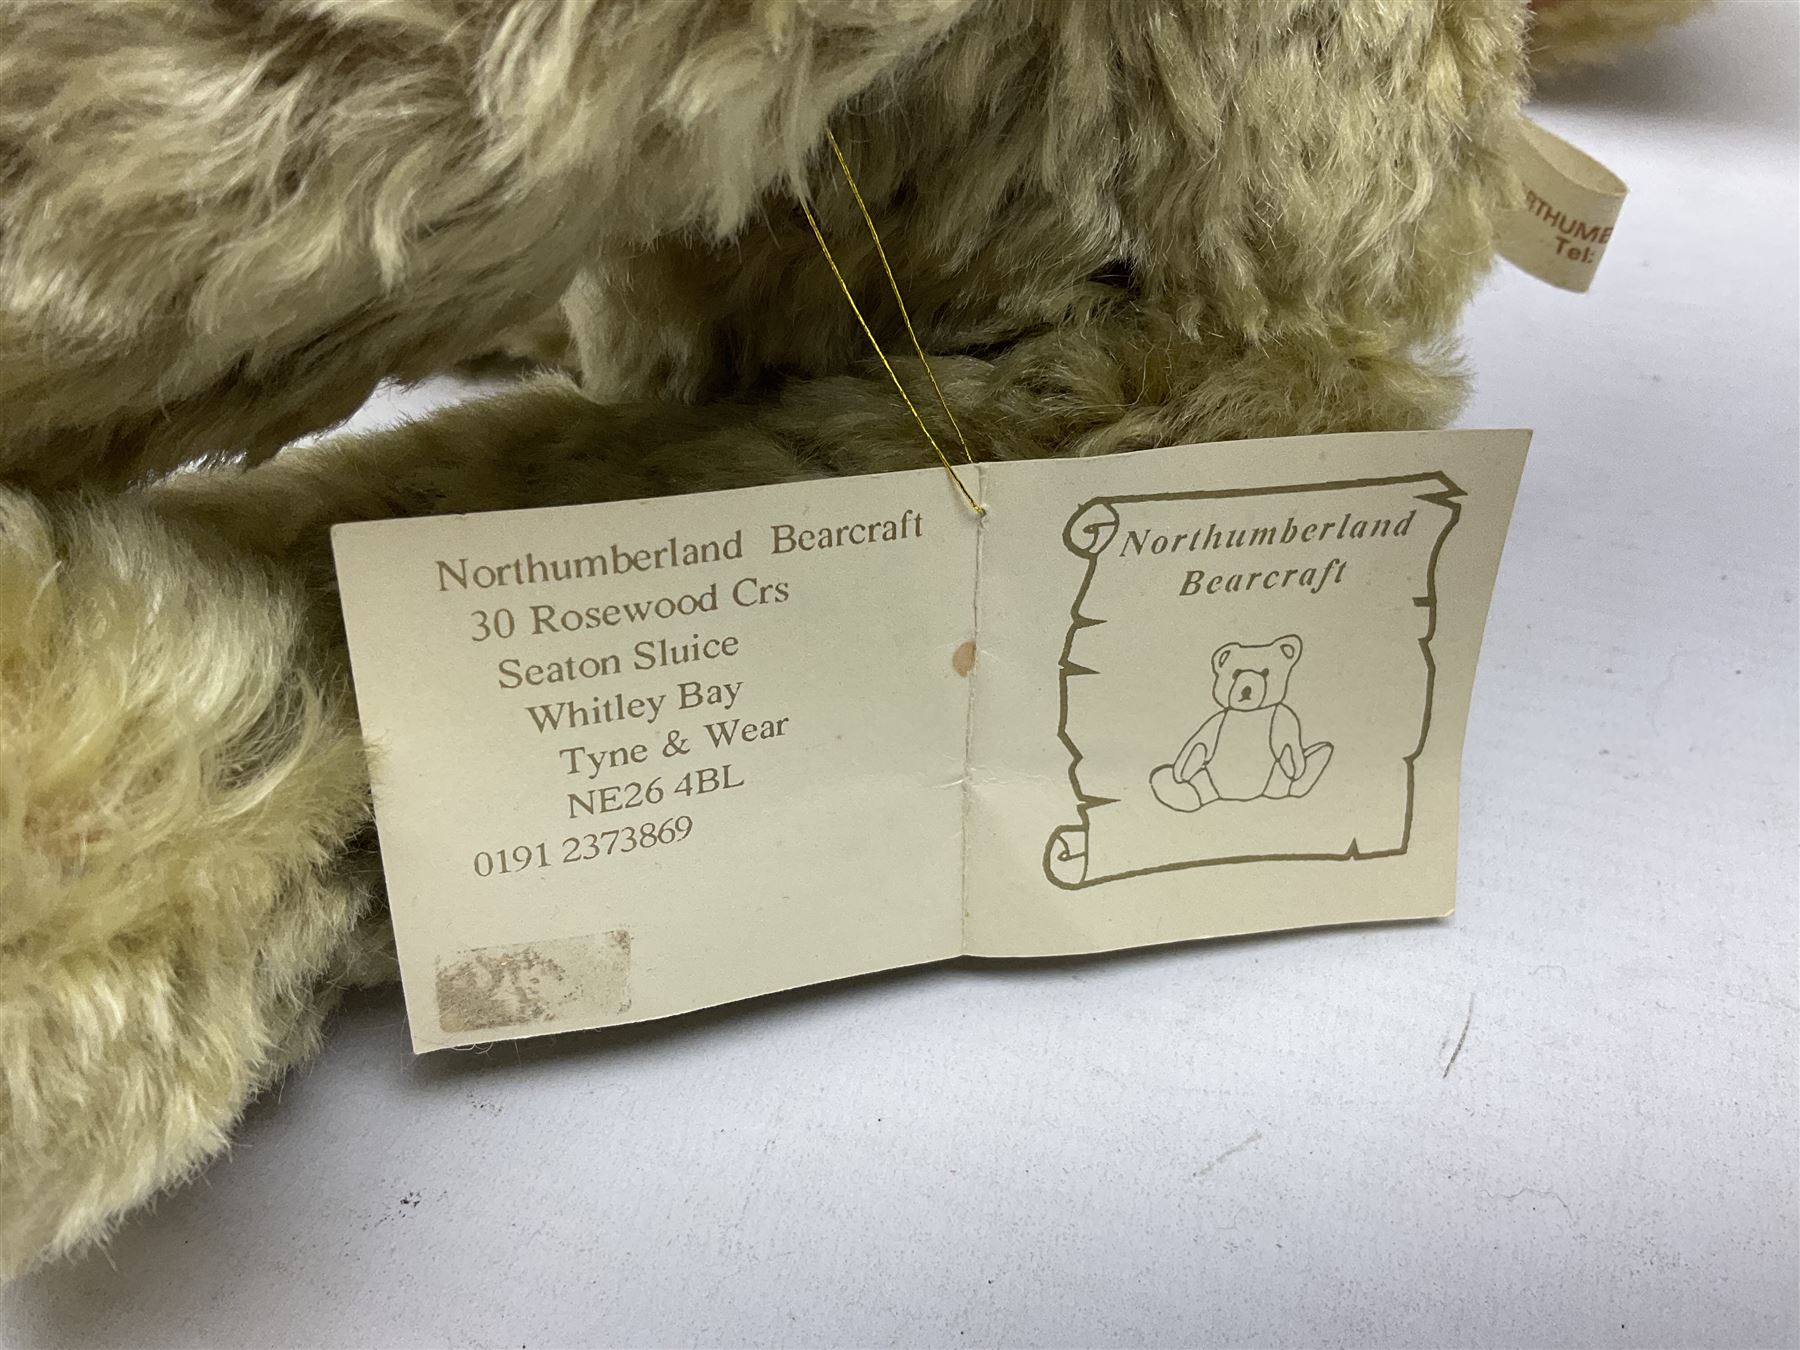 Northumberland Bearcraft
30 Rosewood Crs
Seaton Sluice
Whitley Bay
Tyne & Wear
NE26 4BL
0191 2373869
Northumberland
Bearcraft
RTHUMB
Tel: